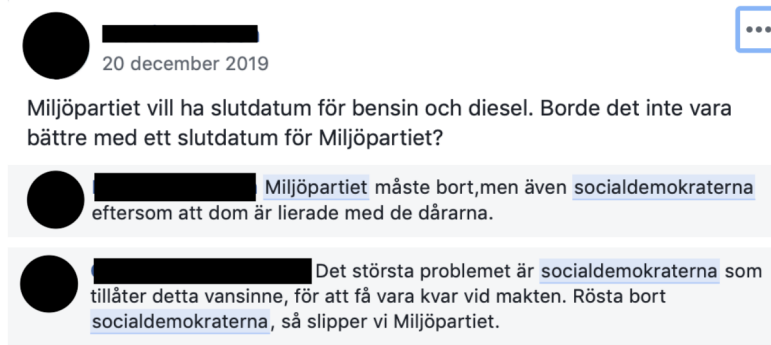 20 december 2019
Miljöpartiet vill ha slutdatum för bensin och diesel. Borde det inte vara
bättre med ett slutdatum för Miljöpartiet?
Miljöpartiet måste bort,men även socialdemokraterna
eftersom att dom är lierade med de dårarna.
Det största problemet är socialdemokraterna som
tillåter detta vansinne, för att få vara kvar vid makten. Rösta bort
socialdemokraterna, så slipper vi Miljöpartiet.